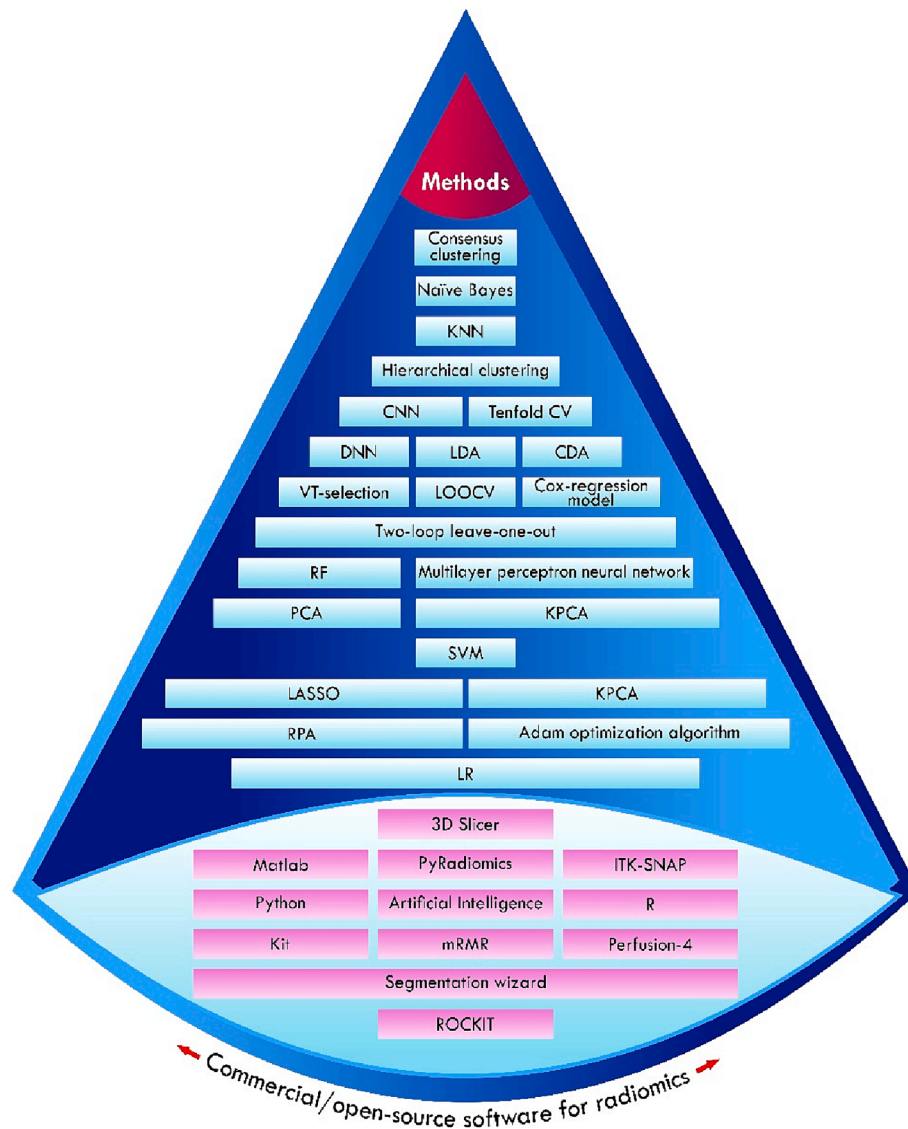 Methods
Consensus
clustering
Naïve Bayes
KNN
Hierarchical clustering
CNN
Tenfold CV
DNN
LDA
CDA
VT-selection
LOOCV
Cox-regression
model
Two-loop leave-one-out
RF
Multilayer perceptron neural network
PCA
KPCA
SVM
LASSO
KPCA
RPA
Adam optimization algorithm
LR
3D Slicer
Matlab
PyRadiomics
ITK-SNAP
Python
Artificial Intelligence
R
Kit
mRMR
Perfusion-4
Segmentation wizard
ROCKIT
Commercial/open-source software for radiomics